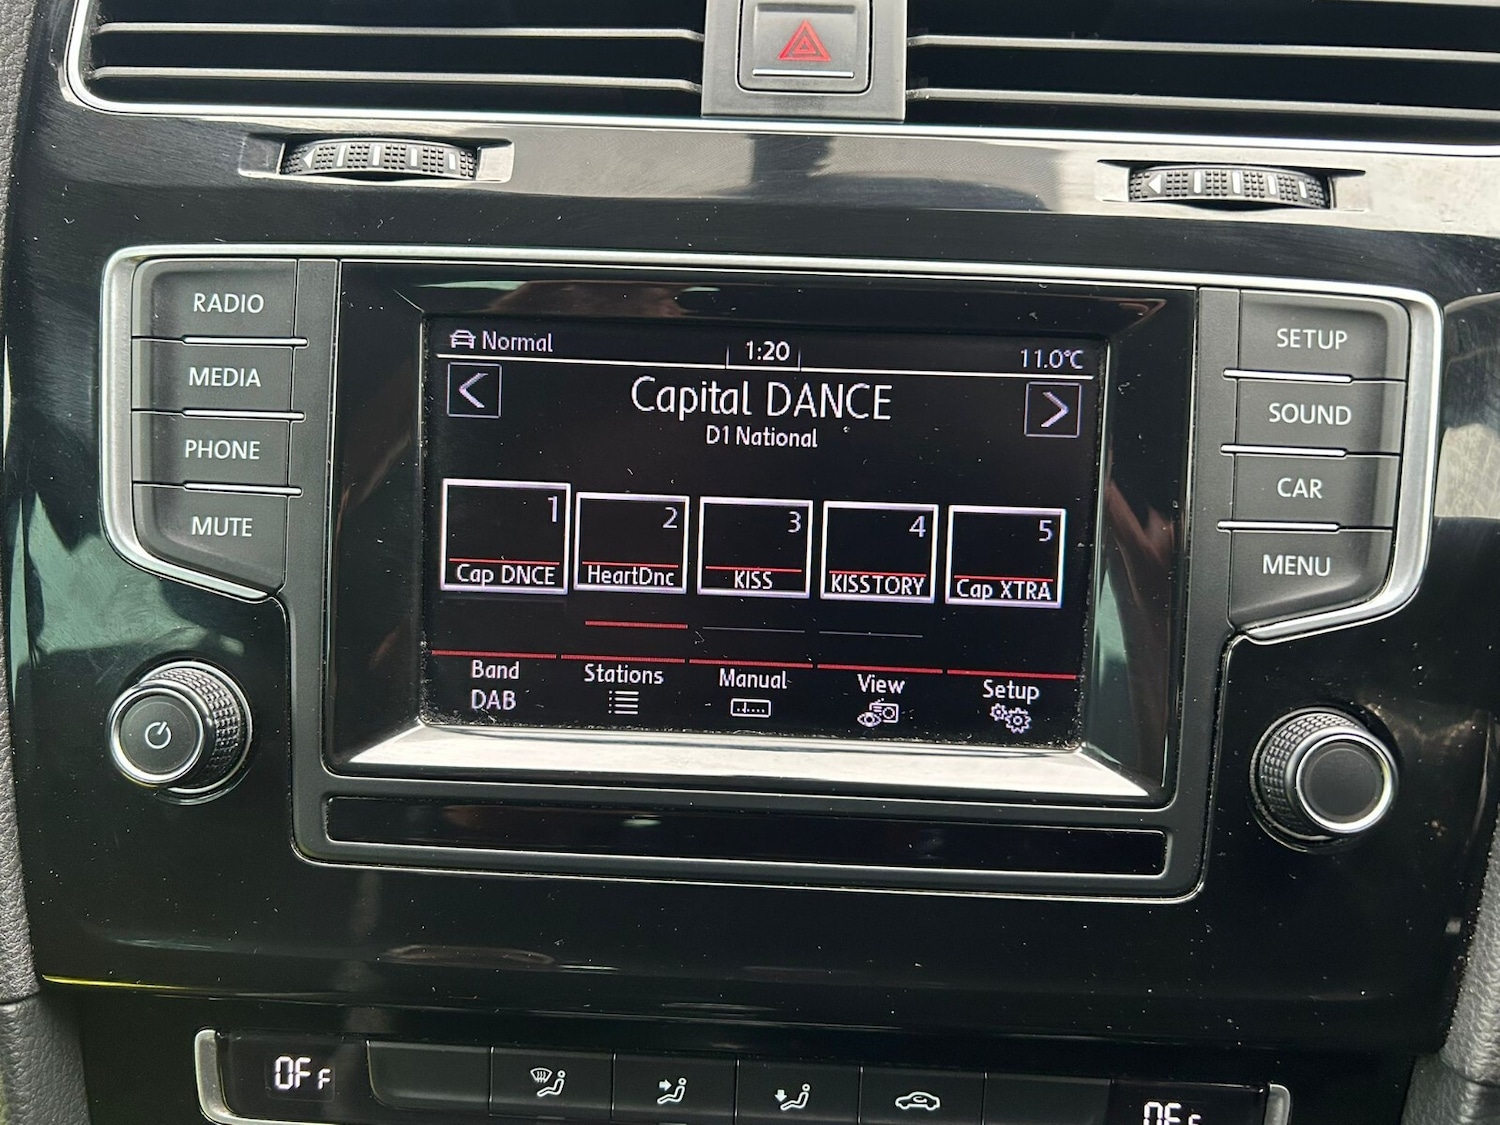 RADIO
MEDIA
PHONE
MUTE
Normal
1:20
11.0°C
Capital DANCE
D1 National
1
Cap DNCE
2
HeartDnc
3
KISS
4
KISSTORY
5
Cap XTRA
Band
DAB
Stations
Manual
View
Setup
SETUP
SOUND
CAR
MENU
OFF
OFF